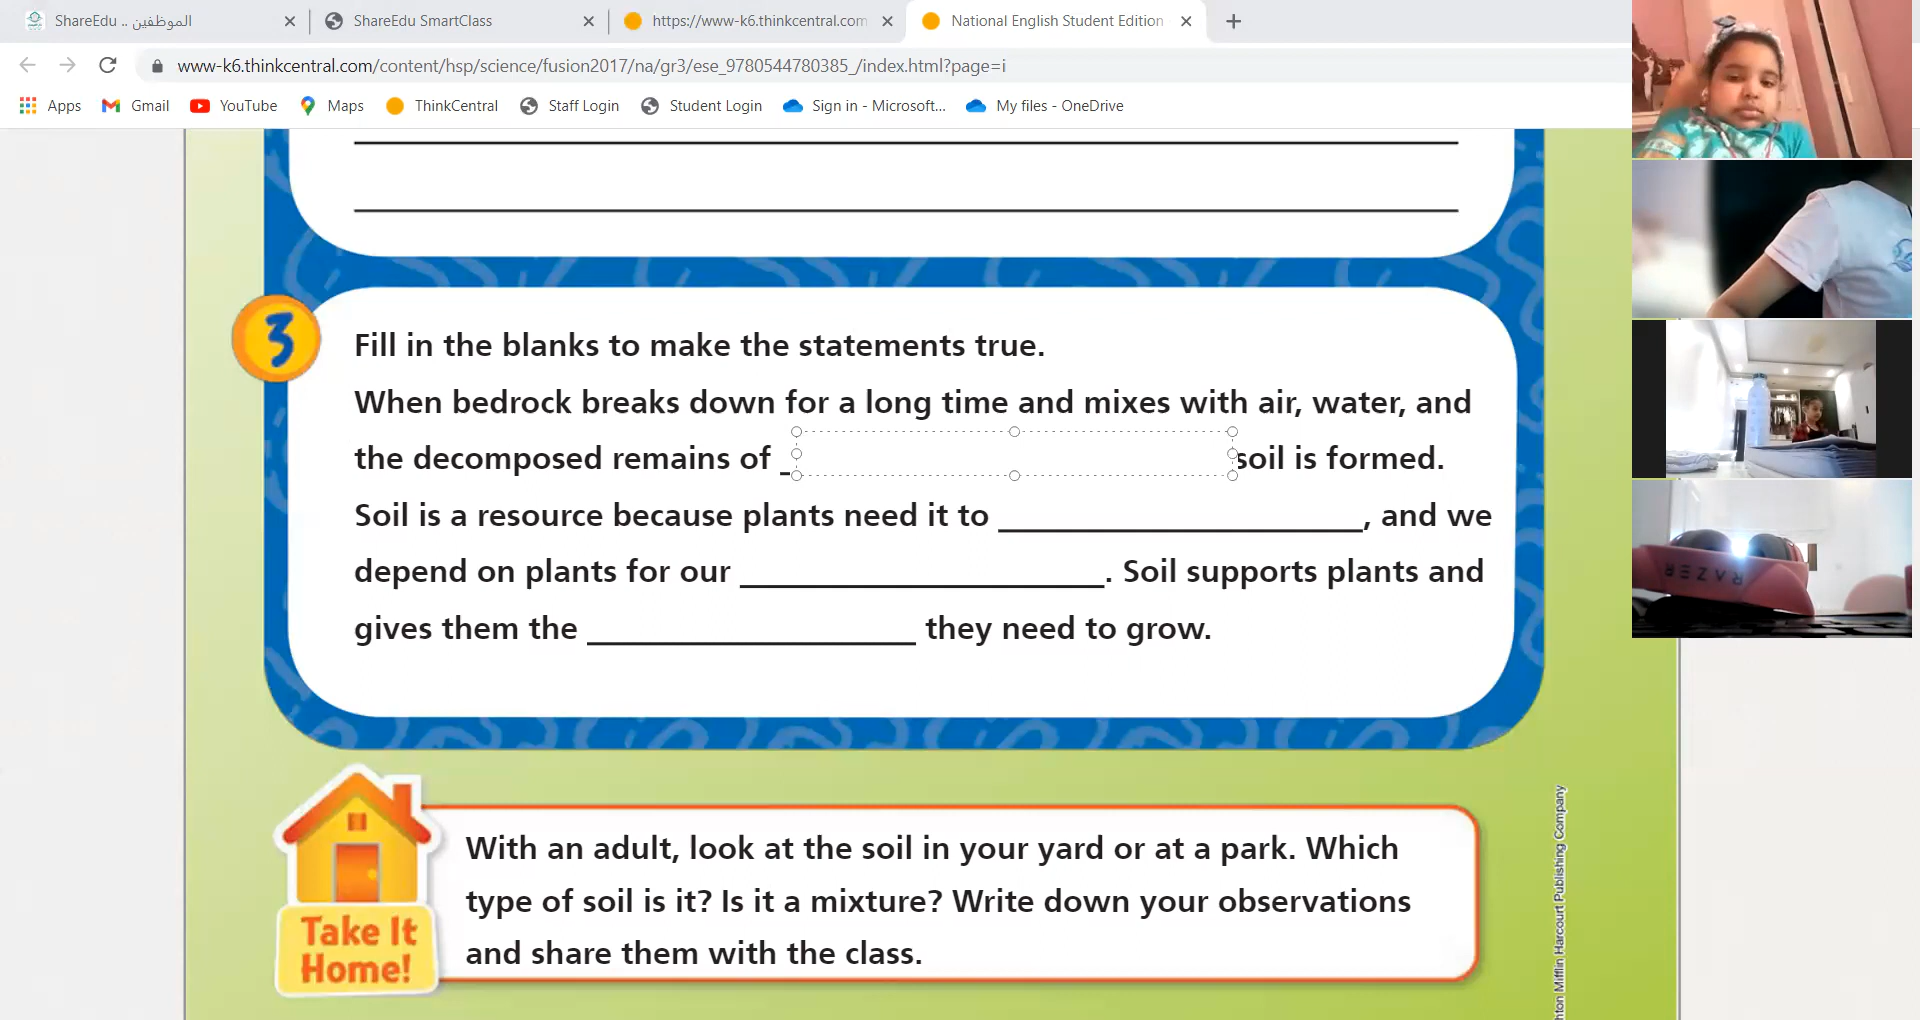 ShareEdu .. الموظفين
ShareEdu SmartClass
https://www-k6.thinkcentral.com
National English Student Edition
www-k6.thinkcentral.com/content/hsp/science/fusion2017/na/gr3/ese_9780544780385_/index.html?page=i
Apps
Gmail
YouTube
Maps
ThinkCentral
Staff Login
Student Login
Sign in - Microsoft...
My files - OneDrive
3
Fill in the blanks to make the statements true.
When bedrock breaks down for a long time and mixes with air, water, and
the decomposed remains of _ soil is formed.
Soil is a resource because plants need it to ____________________, and we
depend on plants for our ____________________. Soil supports plants and
gives them the __________________ they need to grow.
Take It
Home!
With an adult, look at the soil in your yard or at a park. Which
type of soil is it? Is it a mixture? Write down your observations
and share them with the class.
Mifflin Harcourt Publishing Company
RAZER